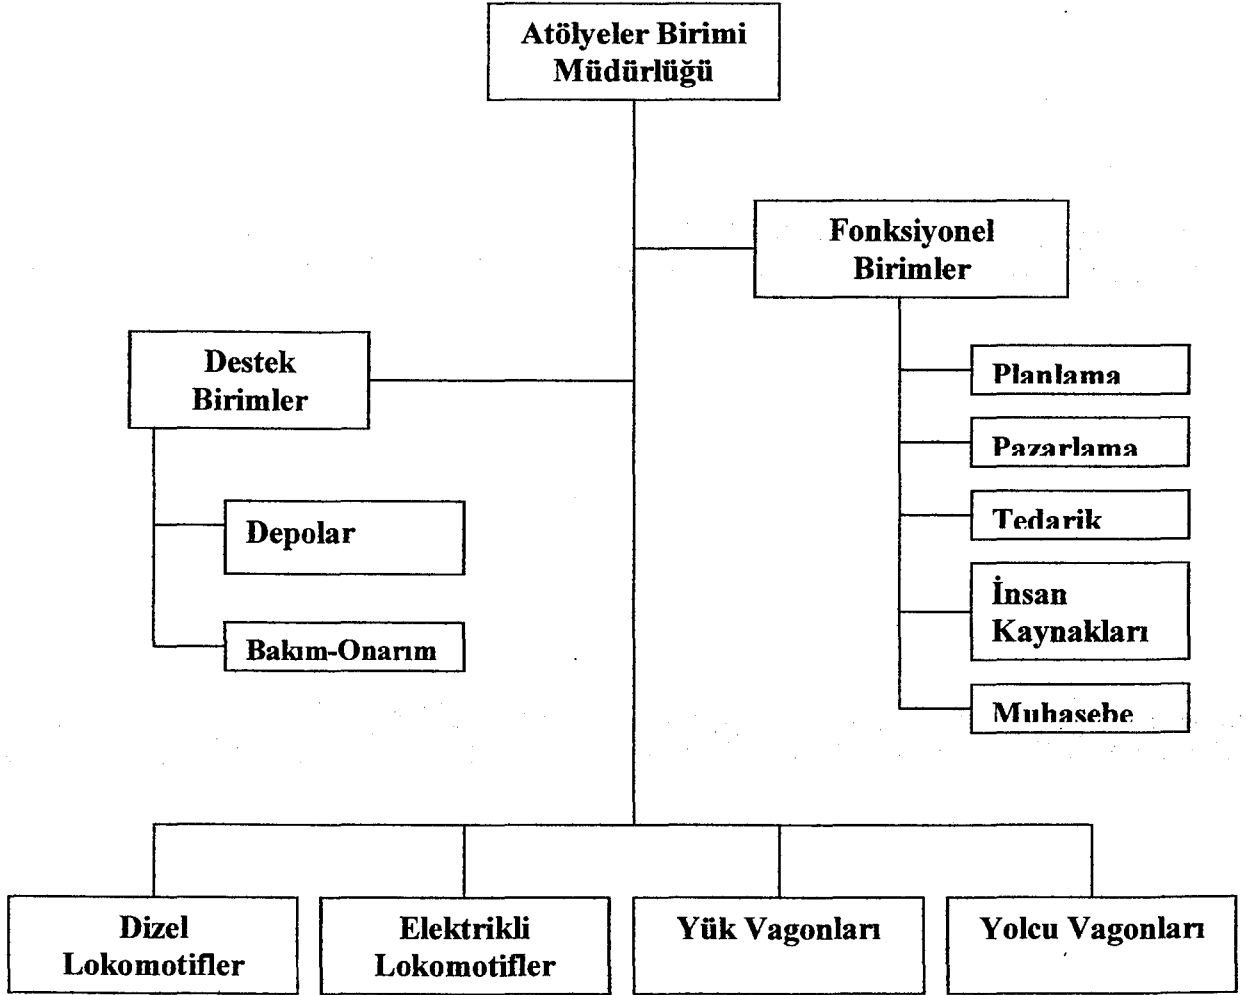 Atölyeler Birimi
Müdürlüğü
Fonksiyonel
Birimler
Destek
Birimler
Planlama
Pazarlama
Tedarik
İnsan
Kaynakları
Muhasebe
Depolar
Bakım-Onarım
Dizel
Lokomotifler
Elektrikli
Lokomotifler
Yük Vagonları
Yolcu Vagonları